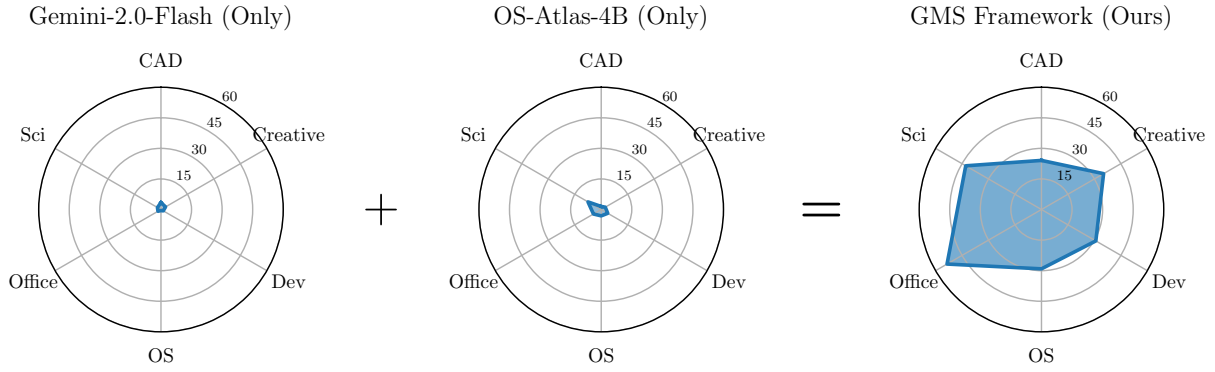 Gemini-2.0-Flash (Only)
CAD
60
45
30
15
Sci
Creative
Office
Dev
OS
+
OS-Atlas-4B (Only)
CAD
60
45
30
15
Sci
Creative
Office
Dev
OS
=
GMS Framework (Ours)
CAD
60
45
30
15
Sci
Creative
Office
Dev
OS